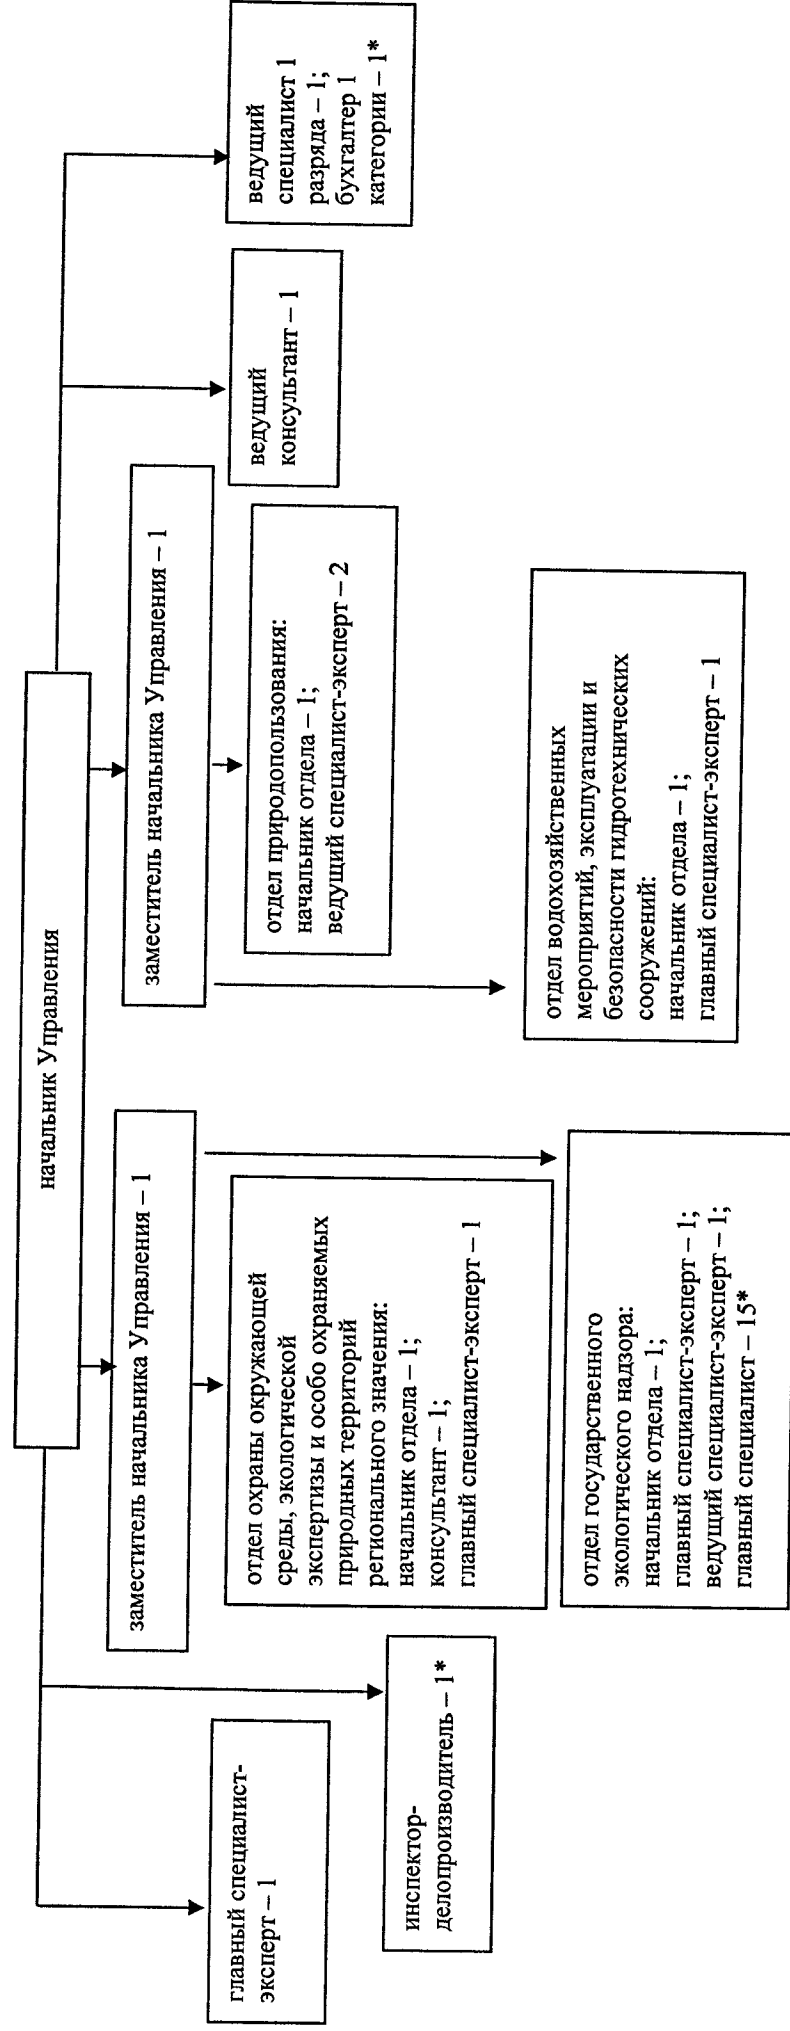 начальник Управления
заместитель начальника Управления – 1
заместитель начальника Управления – 1
главный специалист-
эксперт – 1
инспектор-
делопроизводитель – 1*
отдел охраны окружающей
среды, экологической
экспертизы и особо охраняемых
природных территорий
регионального значения:
начальник отдела – 1;
консультант – 1;
главный специалист-эксперт – 1
отдел государственного
экологического надзора:
начальник отдела – 1;
главный специалист-эксперт – 1;
ведущий специалист-эксперт – 1;
главный специалист – 15*
отдел природопользования:
начальник отдела – 1;
ведущий специалист-эксперт – 2
отдел водохозяйственных
мероприятий, эксплуатации и
безопасности гидротехнических
сооружений:
начальник отдела – 1;
главный специалист-эксперт – 1
ведущий
консультант – 1
ведущий
специалист 1
разряда – 1;
бухгалтер 1
категории – 1*